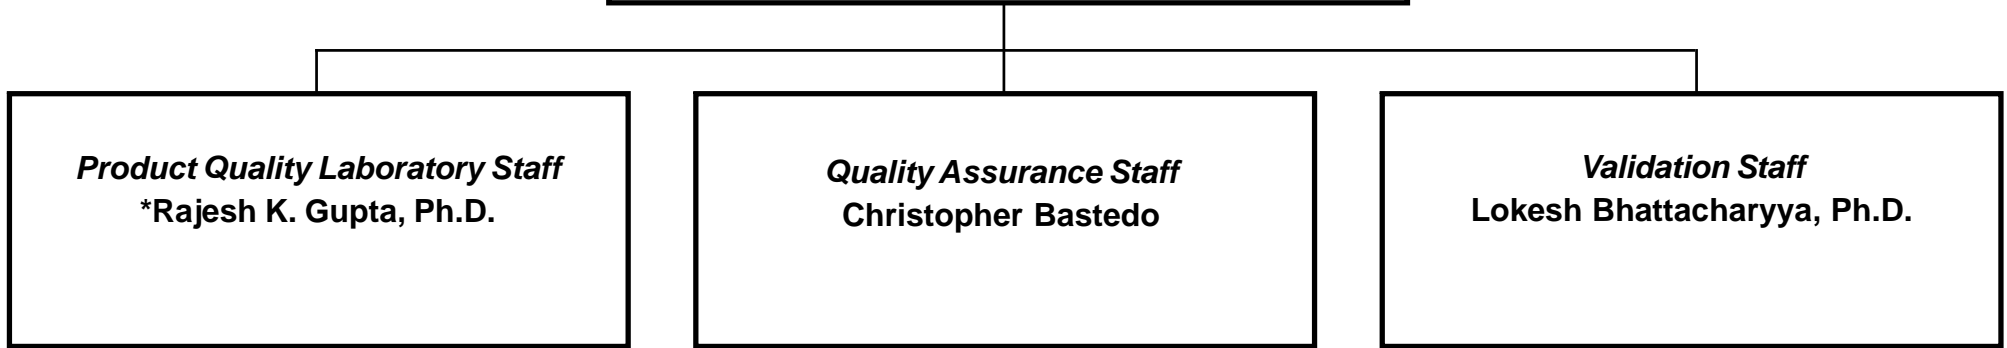 Product Quality Laboratory Staff
*Rajesh K. Gupta, Ph.D.
Quality Assurance Staff
Christopher Bastedo
Validation Staff
Lokesh Bhattacharyya, Ph.D.